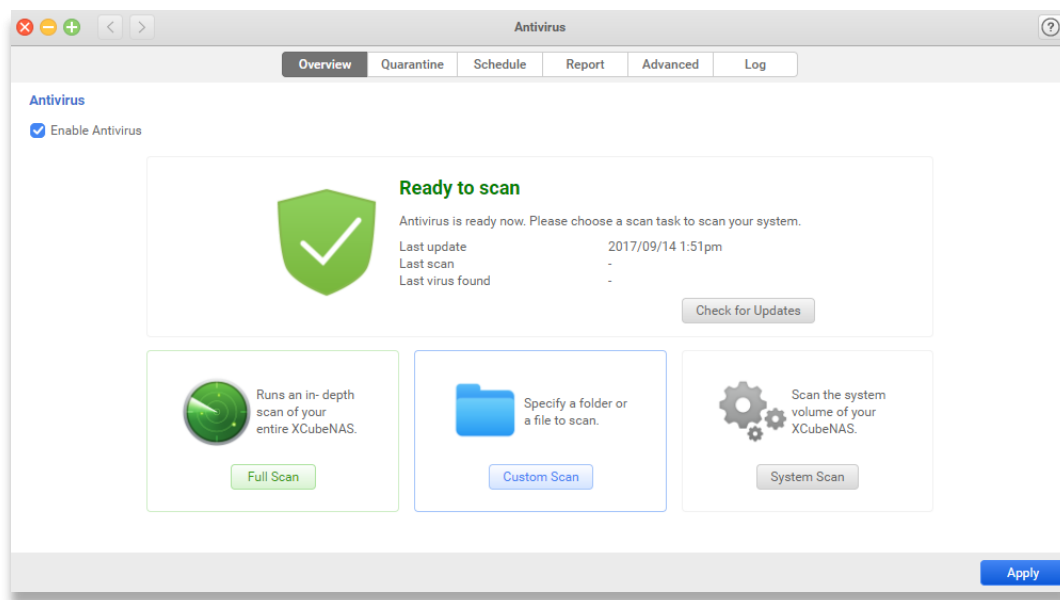 Antivirus
?
Overview Quarantine Schedule Report Advanced Log
Antivirus
Enable Antivirus
Ready to scan
Antivirus is ready now. Please choose a scan task to scan your system.
Last update 2017/09/14 1:51pm
Last scan -
Last virus found -
Check for Updates
Runs an in- depth
scan of your
entire XCubeNAS.
Full Scan
Specify a folder or
a file to scan.
Custom Scan
Scan the system
volume of your
XCubeNAS.
System Scan
Apply